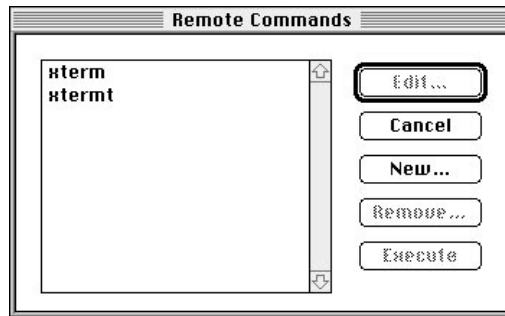 Remote Commands
xterm
xtermt
Edit...
Cancel
New...
Remove...
Execute